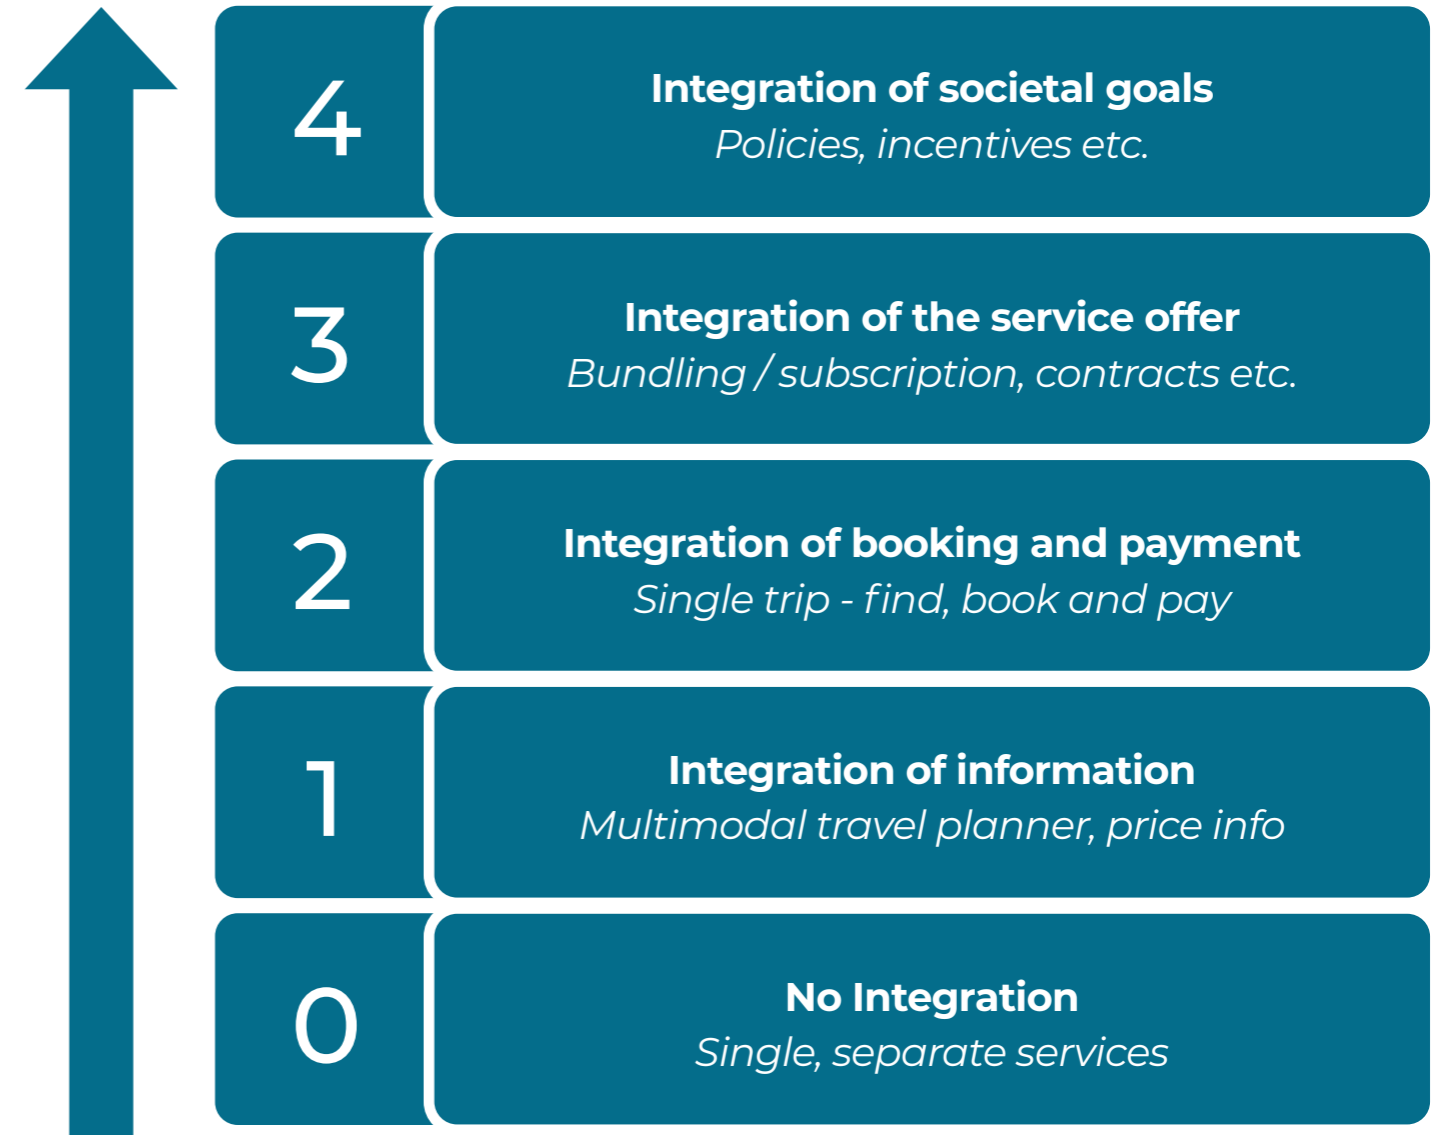 4
Integration of societal goals
Policies, incentives etc.
3
Integration of the service offer
Bundling / subscription, contracts etc.
2
Integration of booking and payment
Single trip - find, book and pay
1
Integration of information
Multimodal travel planner, price info
0
No Integration
Single, separate services